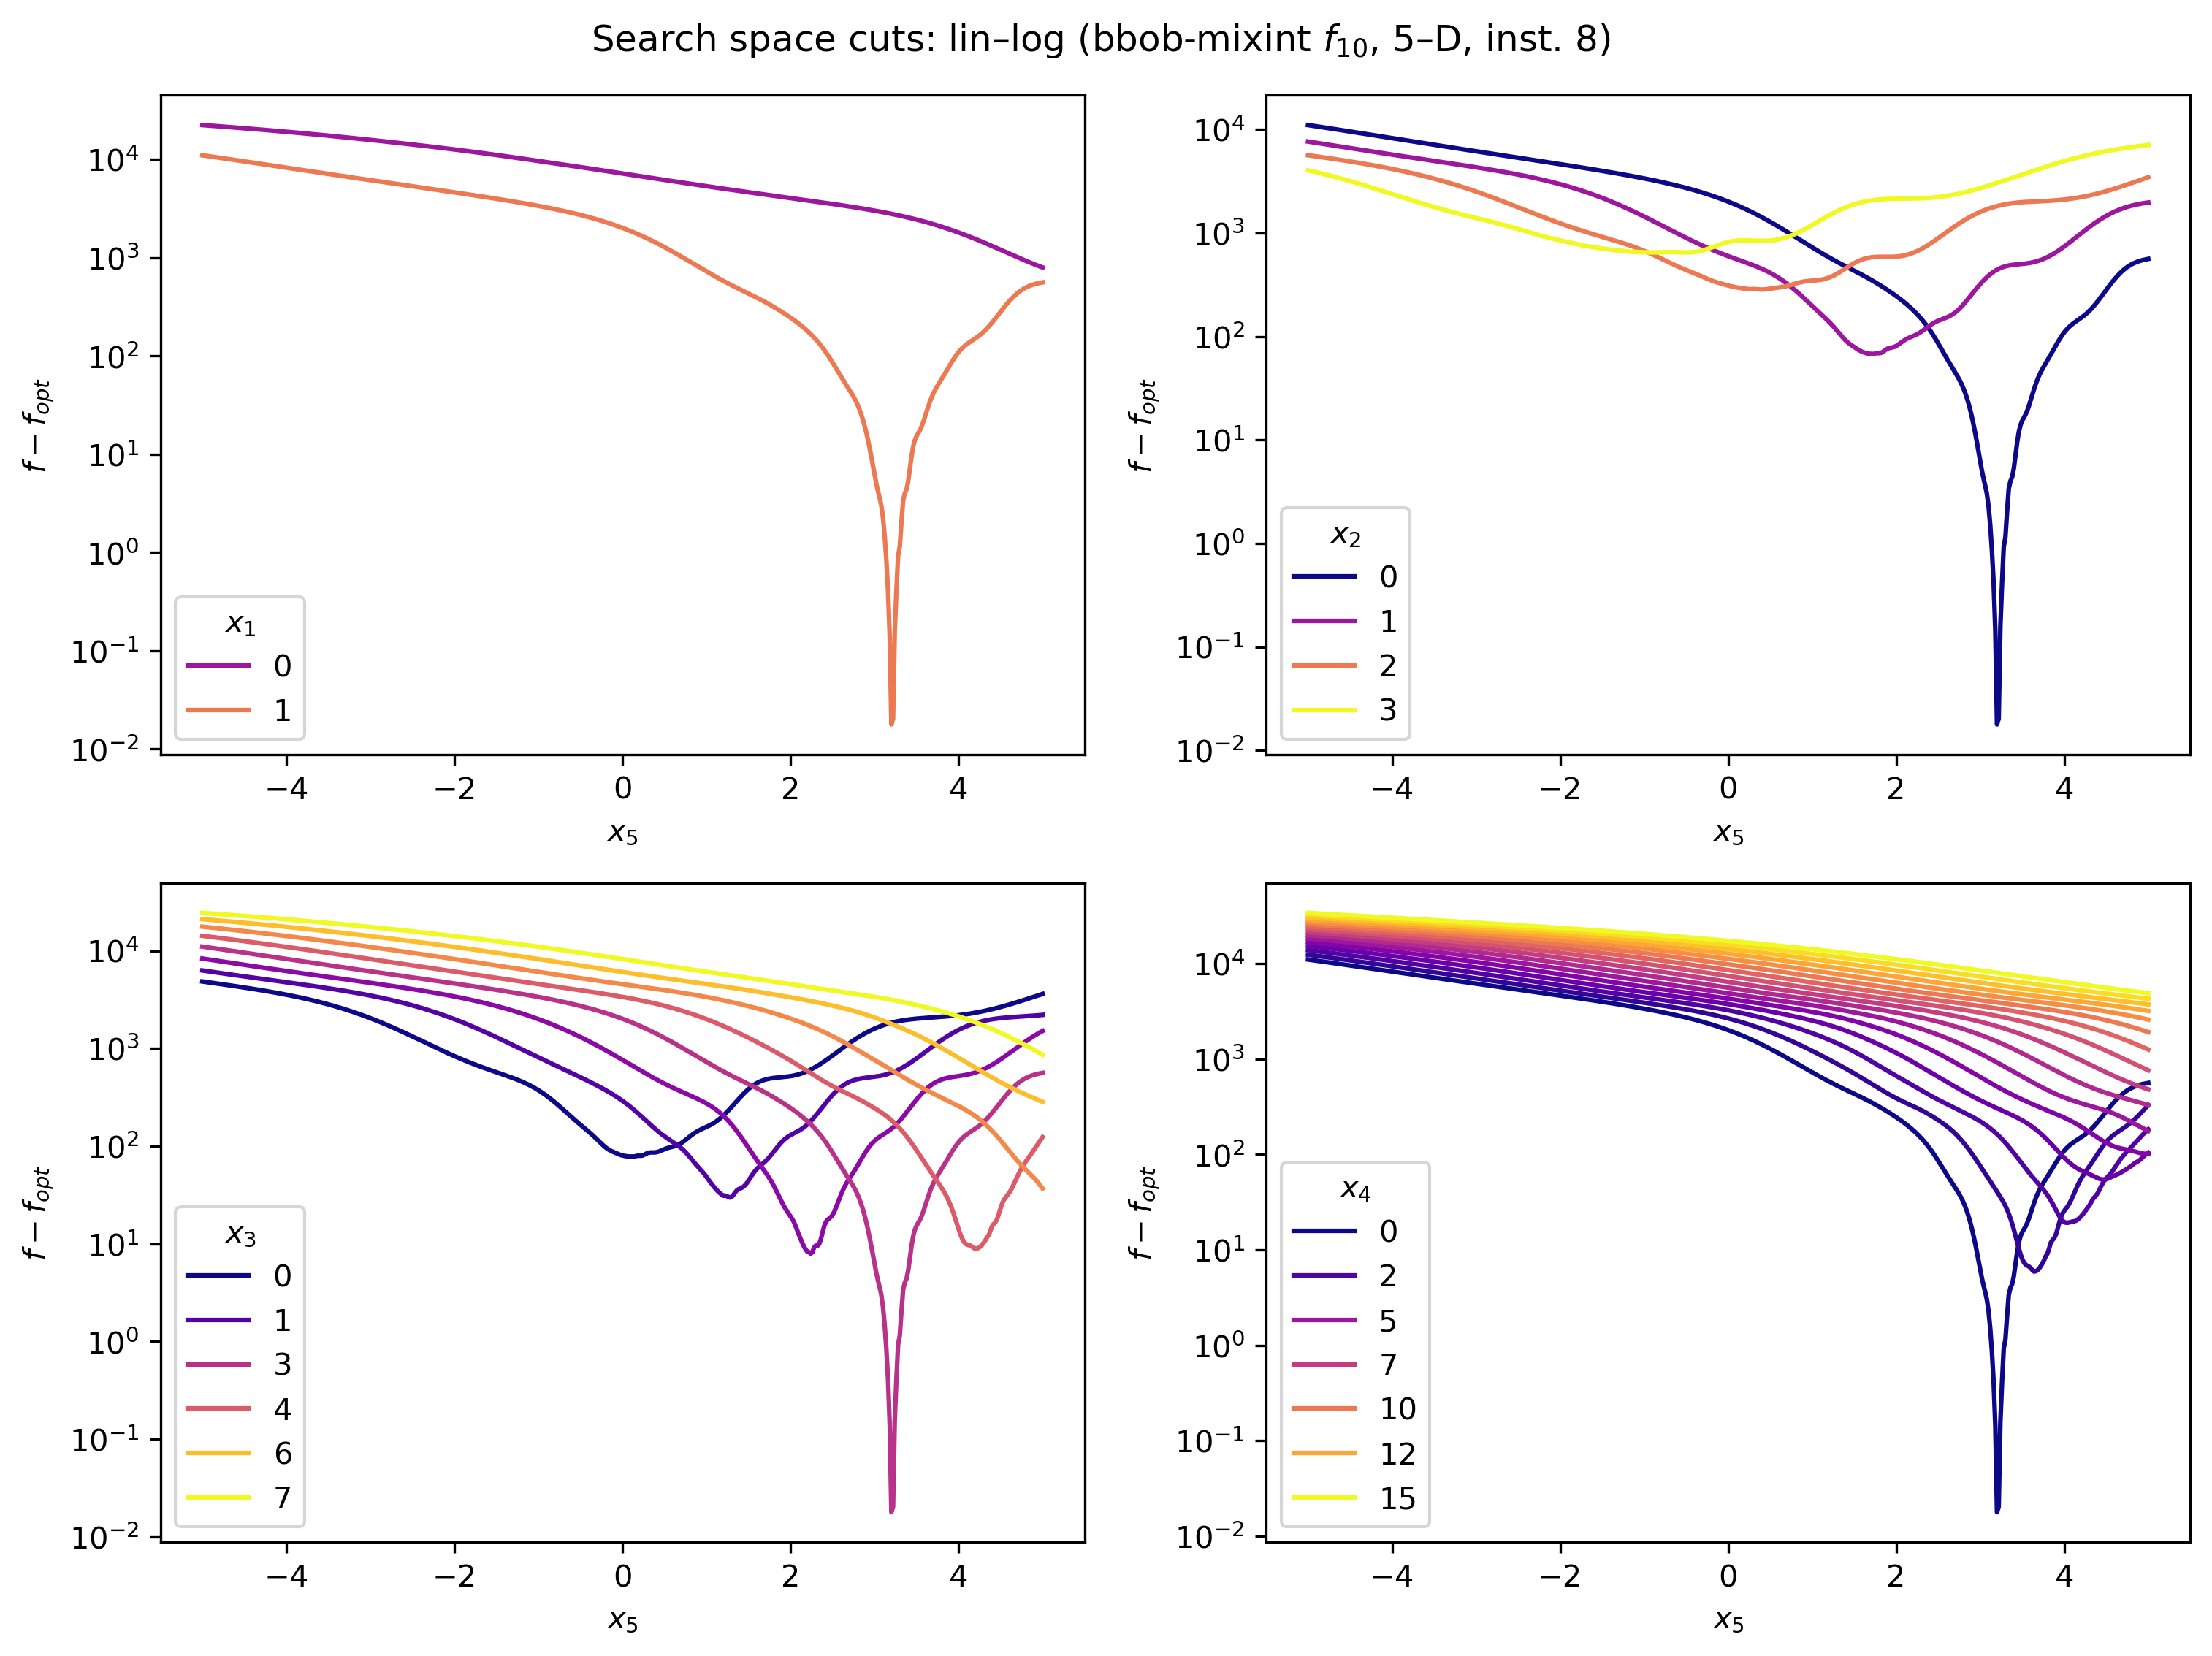 Search space cuts: lin–log (bbob-mixint f10, 5–D, inst. 8)
10^4
10^3
10^2
10^1
10^0
10^−1
10^−2
f − fopt
x1
0
1
−4 −2 0 2 4
x5
10^4
10^3
10^2
10^1
10^0
10^−1
10^−2
f − fopt
x2
0
1
2
3
−4 −2 0 2 4
x5
10^4
10^3
10^2
10^1
10^0
10^−1
10^−2
f − fopt
x3
0
1
3
4
6
7
−4 −2 0 2 4
x5
10^4
10^3
10^2
10^1
10^0
10^−1
10^−2
f − fopt
x4
0
2
5
7
10
12
15
−4 −2 0 2 4
x5